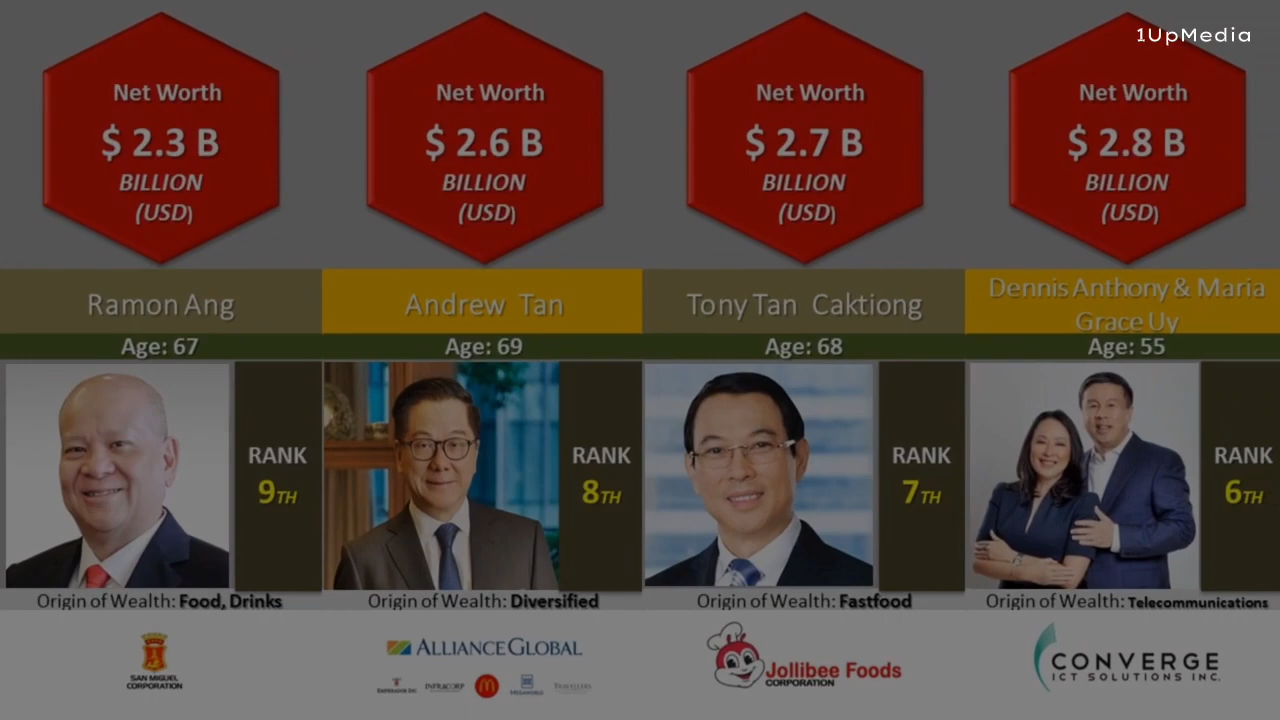 1UpMedia
Net Worth
$ 2.3 B
BILLION
(USD)
Net Worth
$ 2.6 B
BILLION
(USD)
Net Worth
$ 2.7 B
BILLION
(USD)
Net Worth
$ 2.8 B
BILLION
(USD)
Ramon Ang
Andrew Tan
Tony Tan Caktiong
Dennis Anthony & Maria
Grace Uy
Age: 67
Age: 69
Age: 68
Age: 55
RANK
9TH
RANK
8TH
RANK
7TH
RANK
6TH
Origin of Wealth: Food, Drinks
Origin of Wealth: Diversified
Origin of Wealth: Fastfood
Origin of Wealth: Telecommunications
SAN MIGUEL
CORPORATION
ALLIANCE GLOBAL
INFRACORP
MEGAWORLD
TRAVELLERS
Jollibee Foods
CORPORATION
CONVERGE
ICT SOLUTIONS INC.